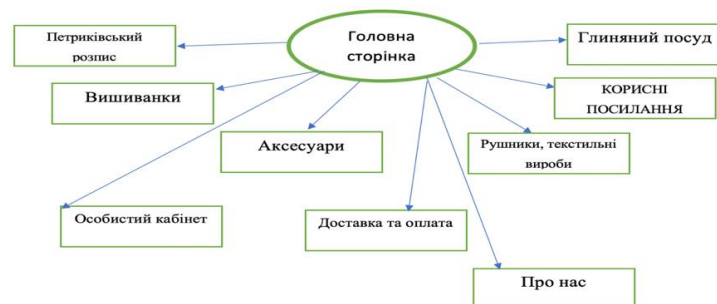 Головна
сторінка
Петриківський
розпис
Глиняний посуд
Вишиванки
КОРИСНІ
ПОСИЛАННЯ
Аксесуари
Рушники, текстильні
вироби
Особистий кабінет
Доставка та оплата
Про нас